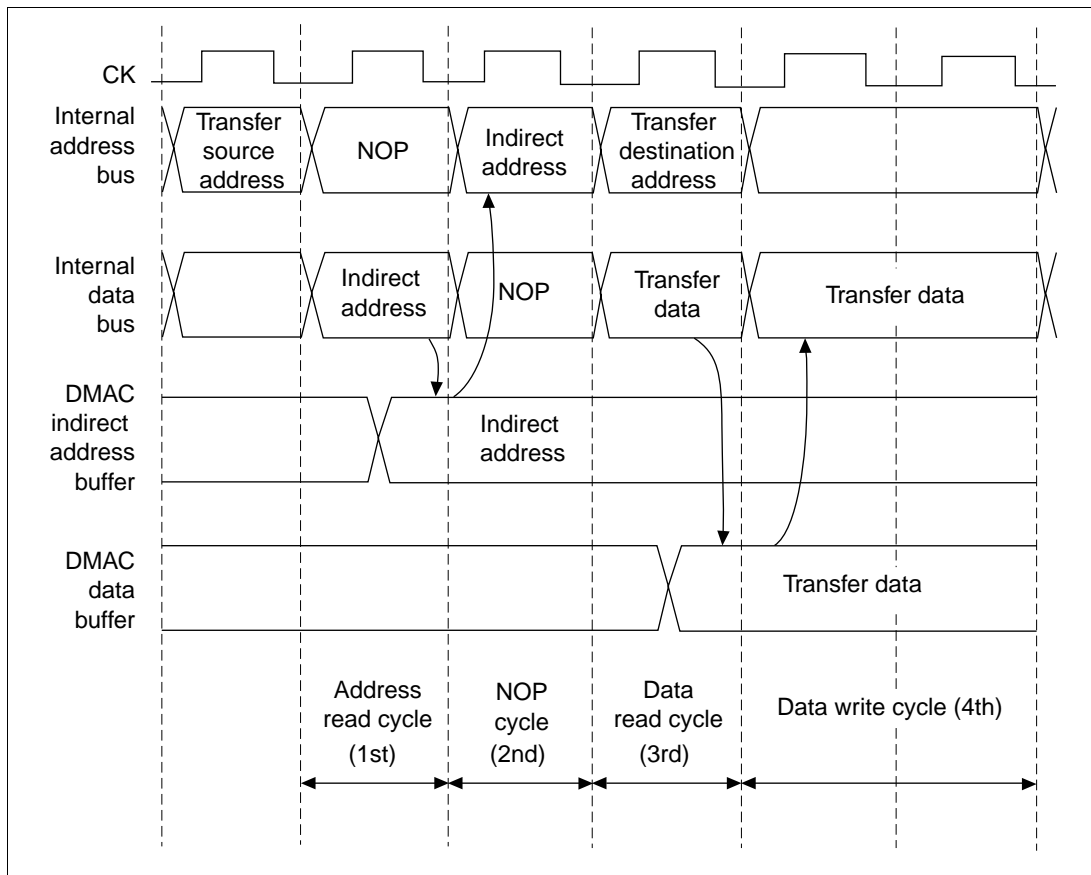 CK
Internal
address
bus
Transfer
source
address
NOP
Indirect
address
Transfer
destination
address
Internal
data
bus
Indirect
address
NOP
Transfer
data
Transfer data
DMAC
indirect
address
buffer
Indirect
address
DMAC
data
buffer
Transfer data
Address
read cycle
(1st)
NOP
cycle
(2nd)
Data
read cycle
(3rd)
Data write cycle (4th)